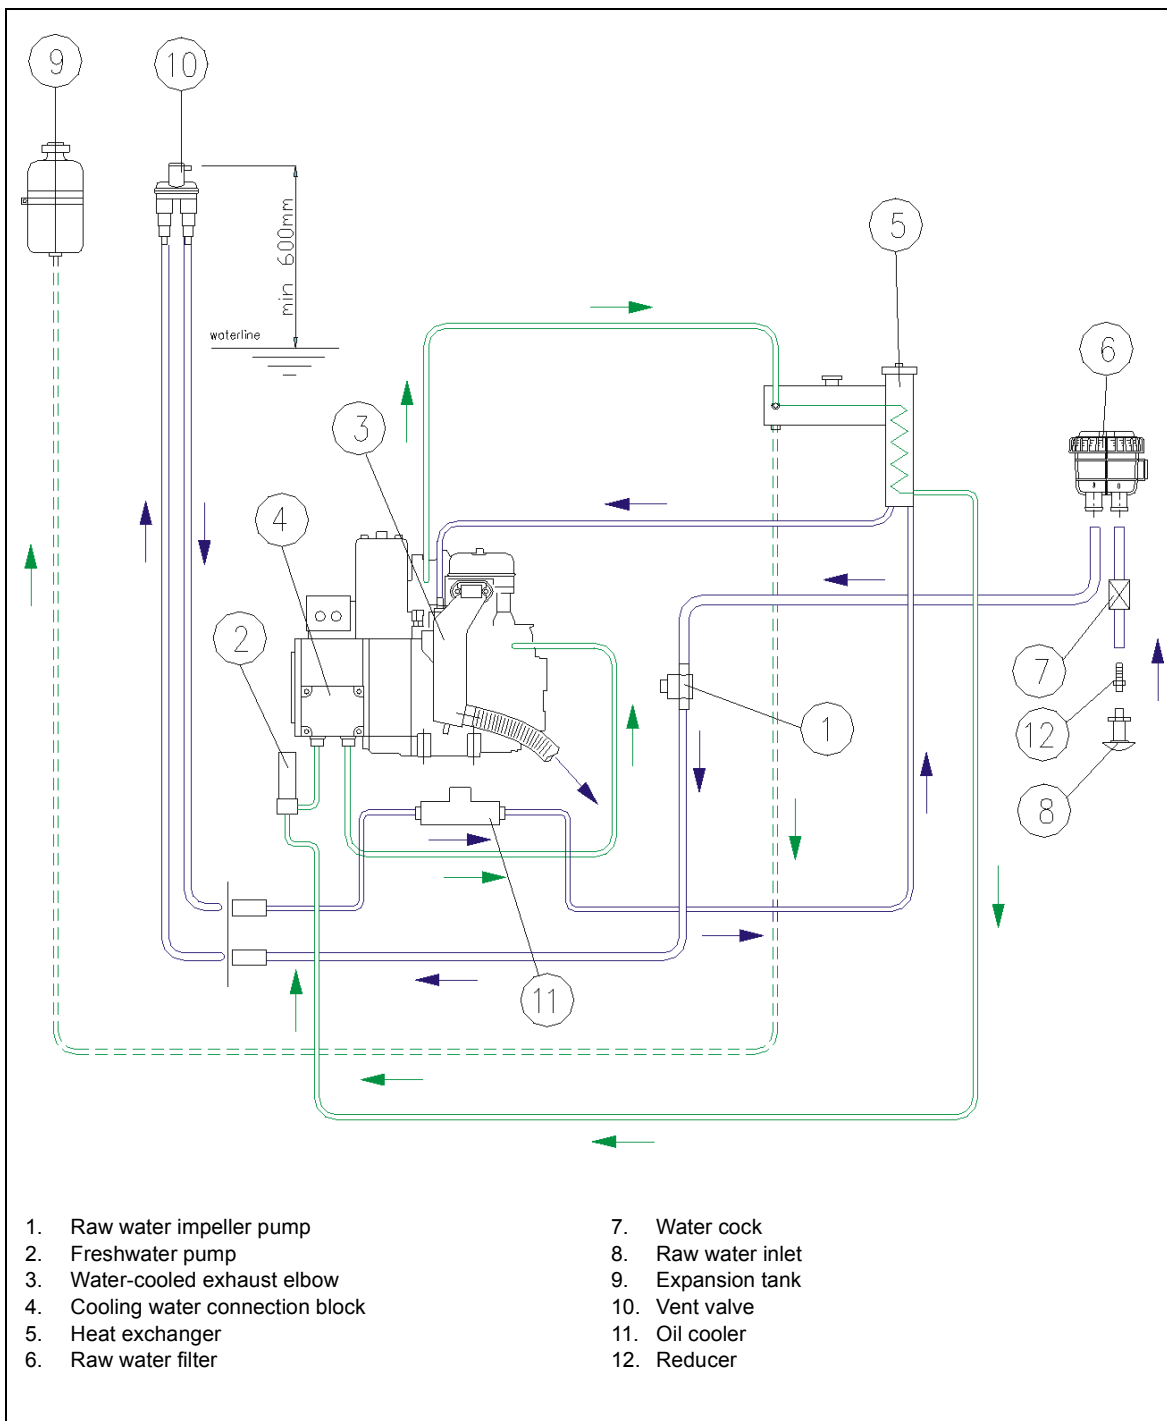 9
10
min 600mm
waterline
5
6
3
4
2
7
1
12
8
11
1. Raw water impeller pump
2. Freshwater pump
3. Water-cooled exhaust elbow
4. Cooling water connection block
5. Heat exchanger
6. Raw water filter
7. Water cock
8. Raw water inlet
9. Expansion tank
10. Vent valve
11. Oil cooler
12. Reducer